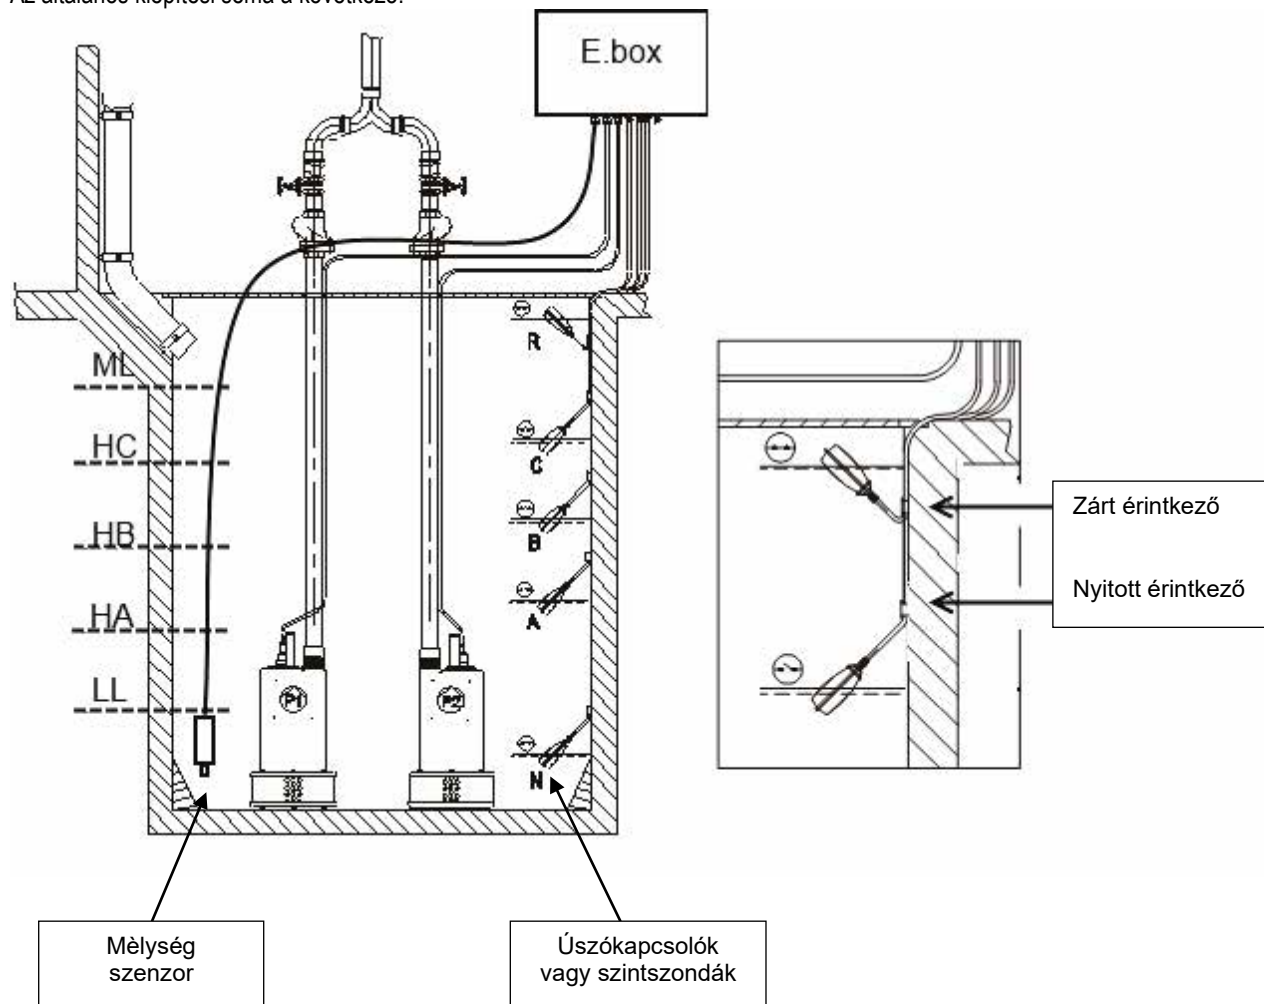 Az általános kiépítési séma a következő:
E.box
ML
HC
HB
HA
LL
R
C
B
A
N
P1
P2
Zárt érintkező
Nyitott érintkező
Mèlység
szenzor
Úszókapcsolók
vagy szintszondák